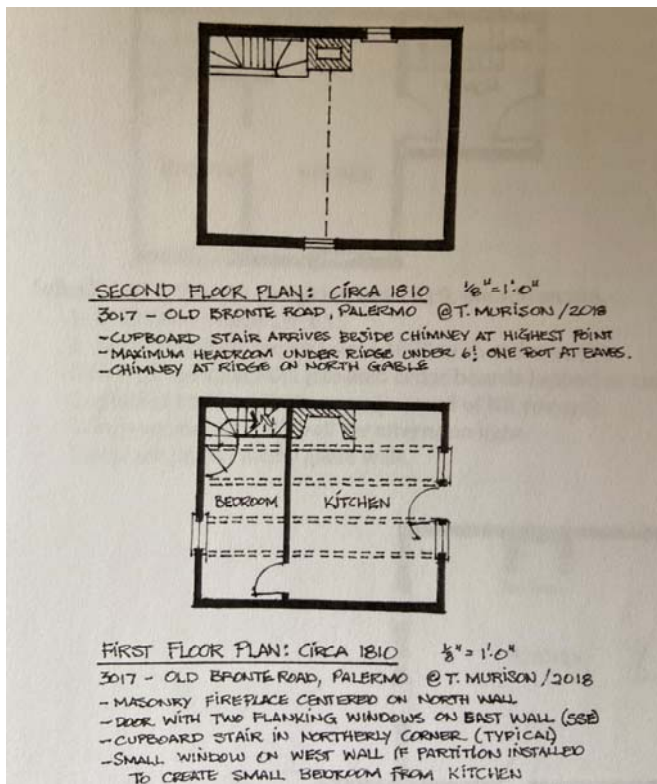 SECOND FLOOR PLAN: CIRCA 1810 1/8" = 1'.0"
3017 - OLD BRONTE ROAD, PALERMO @ T. MURISON / 2018
- CUPBOARD STAIR ARRIVES BESIDE CHIMNEY AT HIGHEST POINT
- MAXIMUM HEADROOM UNDER RIDGE UNDER 6'. ONE FOOT AT EAVES.
- CHIMNEY AT RIDGE ON NORTH GABLE
BEDROOM KITCHEN
FIRST FLOOR PLAN: CIRCA 1810 1/8" = 1'.0"
3017 - OLD BRONTE ROAD, PALERMO @ T. MURISON / 2018
- MASONRY FIREPLACE CENTERED ON NORTH WALL
- DOOR WITH TWO FLANKING WINDOWS ON EAST WALL (SSE)
- CUPBOARD STAIR IN NORTHERLY CORNER (TYPICAL)
- SMALL WINDOW ON WEST WALL IF PARTITION INSTALLED
TO CREATE SMALL BEDROOM FROM KITCHEN